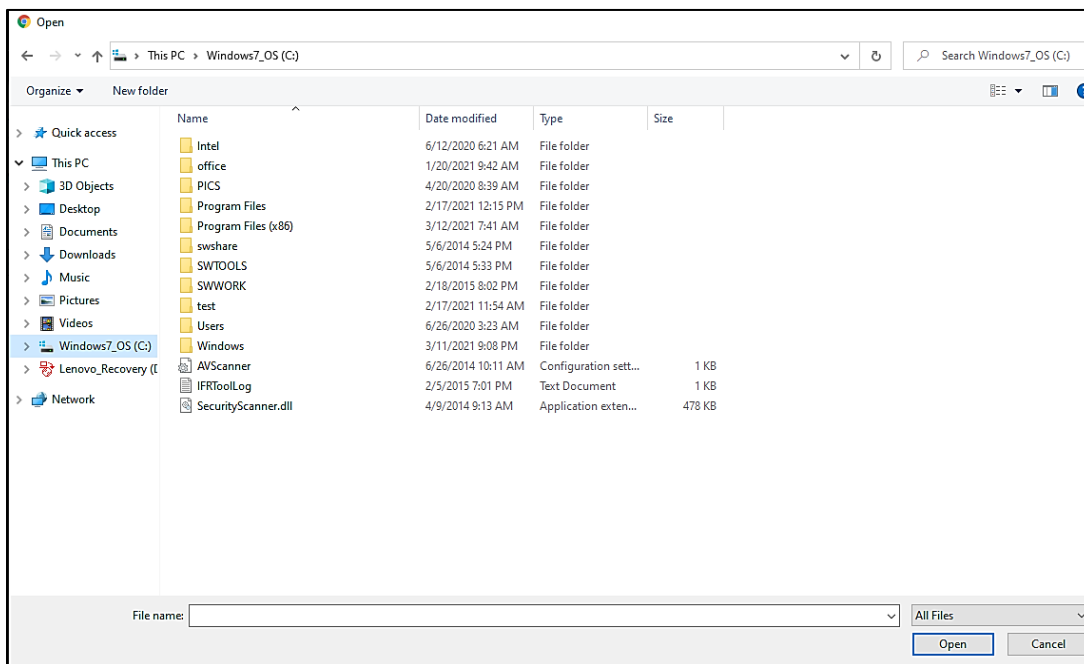 Open
This PC > Windows7_OS (C:)
Search Windows7_OS (C:)
Organize
New folder
Name Date modified Type Size
Quick access
This PC
3D Objects
Desktop
Documents
Downloads
Music
Pictures
Videos
Windows7_OS (C:)
Lenovo_Recovery (D
Network
Intel 6/12/2020 6:21 AM File folder
office 1/20/2021 9:42 AM File folder
PICS 4/20/2020 8:39 AM File folder
Program Files 2/17/2021 12:15 PM File folder
Program Files (x86) 3/12/2021 7:41 AM File folder
swshare 5/6/2014 5:24 PM File folder
SWTOOLS 5/6/2014 5:33 PM File folder
SWWORK 2/18/2015 8:02 PM File folder
test 2/17/2021 11:54 AM File folder
Users 6/26/2020 3:23 AM File folder
Windows 3/11/2021 9:08 PM File folder
AVScanner 6/26/2014 10:11 AM Configuration sett... 1 KB
IFRToolLog 2/5/2015 7:01 PM Text Document 1 KB
SecurityScanner.dll 4/9/2014 9:13 AM Application exten... 478 KB
File name:
All Files
Open
Cancel